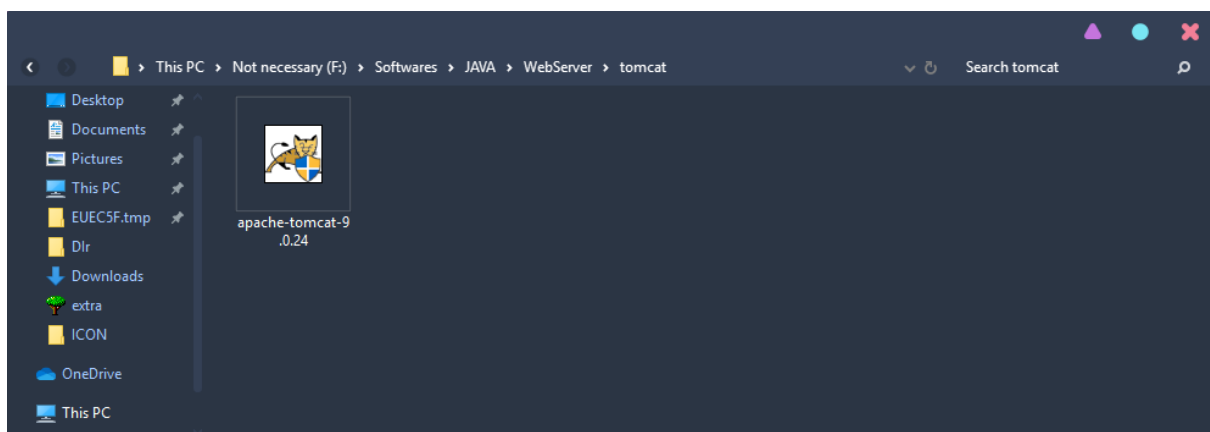 This PC › Not necessary (F:) › Softwares › JAVA › WebServer › tomcat
Search tomcat
Desktop
Documents
Pictures
This PC
EUEC5F.tmp
Dlr
Downloads
extra
ICON
OneDrive
This PC
apache-tomcat-9
.0.24